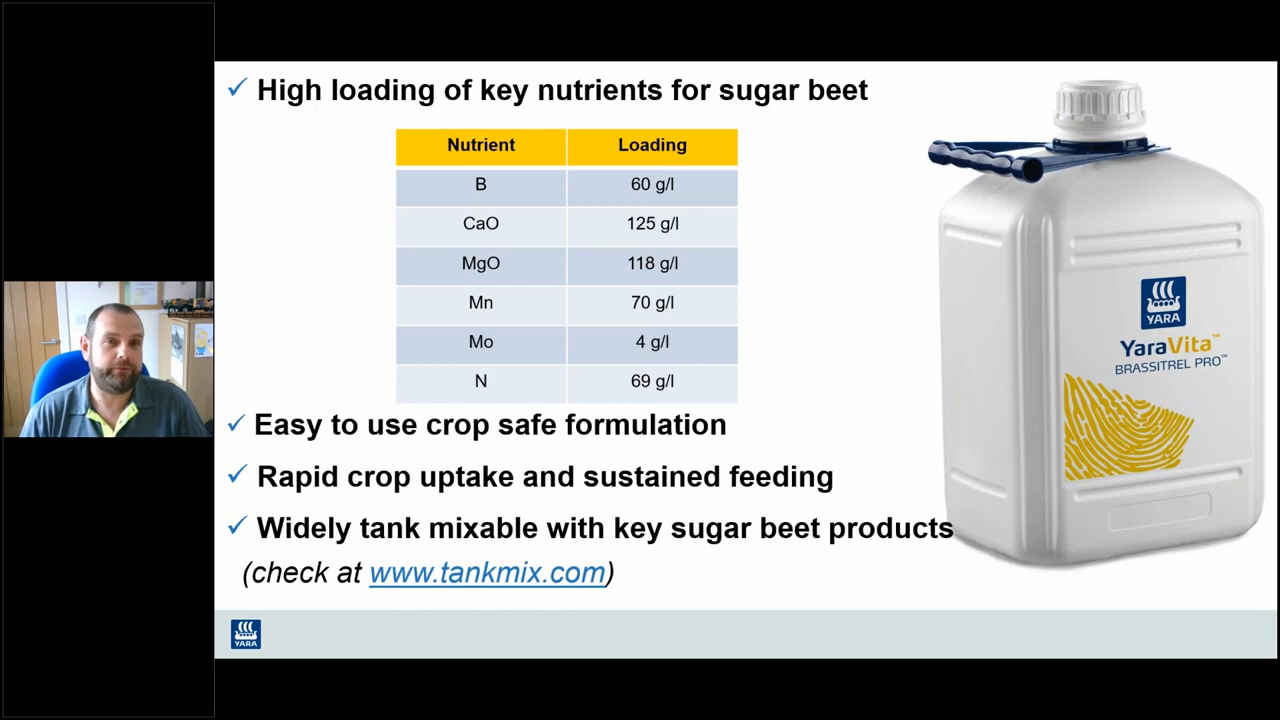 High loading of key nutrients for sugar beet
Nutrient Loading
B 60 g/l
CaO 125 g/l
MgO 118 g/l
Mn 70 g/l
Mo 4 g/l
N 69 g/l
Easy to use crop safe formulation
Rapid crop uptake and sustained feeding
Widely tank mixable with key sugar beet products
(check at www.tankmix.com)
YARA
YaraVita™
BRASSITREL PRO™
YARA